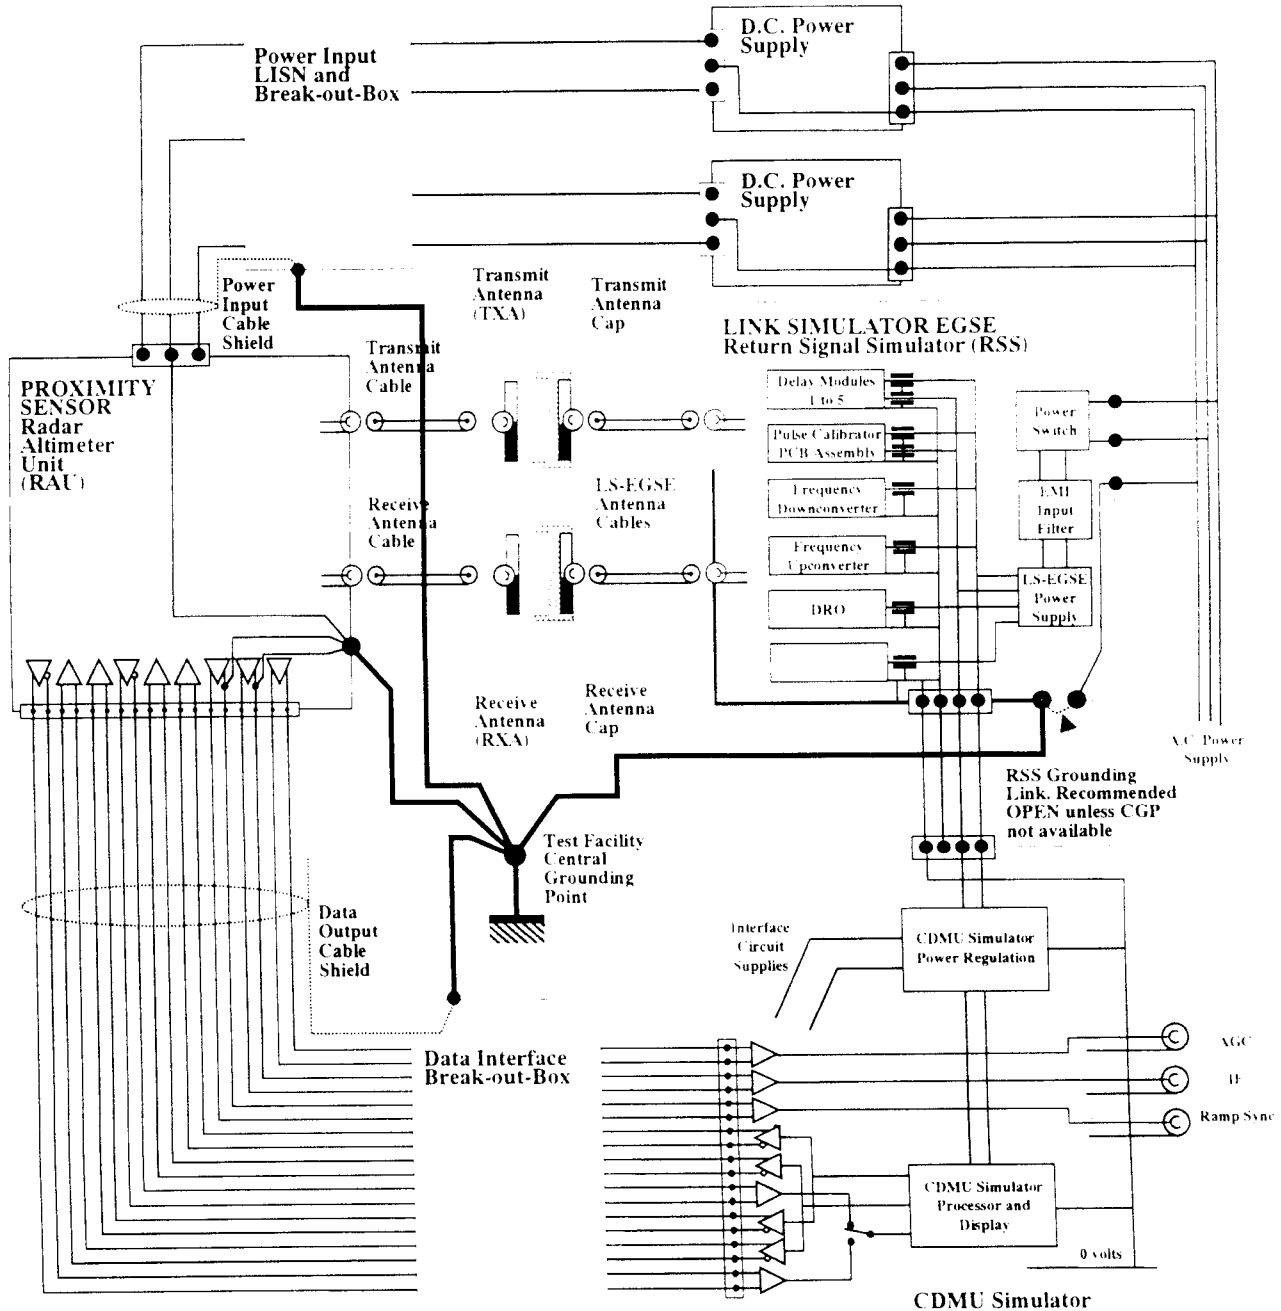 D.C. Power
Supply
Power Input
LISN and
Break-out-Box
D.C. Power
Supply
Power
Input
Cable
Shield
Transmit
Antenna
(TXA)
Transmit
Antenna
Cap
LINK SIMULATOR EGSE
Return Signal Simulator (RSS)
Transmit
Antenna
Cable
PROXIMITY
SENSOR
Radar
Altimeter
Unit
(RAU)
Delay Modules
1 to 5
Power
Switch
Pulse Calibrator
PCB Assembly
Receive
Antenna
Cable
LS-EGSE
Antenna
Cables
Frequency
Downconverter
EMI
Input
Filter
Frequency
Upconverter
LS-EGSE
Power
Supply
DRO
Receive
Antenna
(RXA)
Receive
Antenna
Cap
A.C. Power
Supply
RSS Grounding
Link. Recommended
OPEN unless CGP
not available
Test Facility
Central
Grounding
Point
Data
Output
Cable
Shield
Interface
Circuit
Supplies
CDMU Simulator
Power Regulation
Data Interface
Break-out-Box
AGC
IF
Ramp Sync
CDMU Simulator
Processor and
Display
0 volts
CDMU Simulator